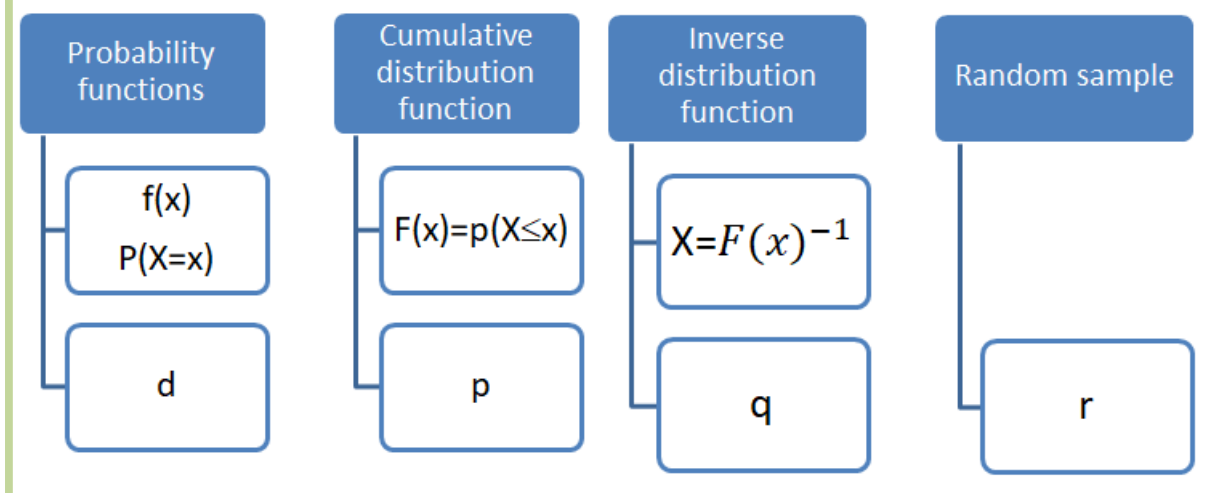 Probability
functions
f(x)
P(X=x)
d
Cumulative
distribution
function
F(x)=p(X≤x)
p
Inverse
distribution
function
X=𝐹(𝑥)⁻¹
q
Random sample
r